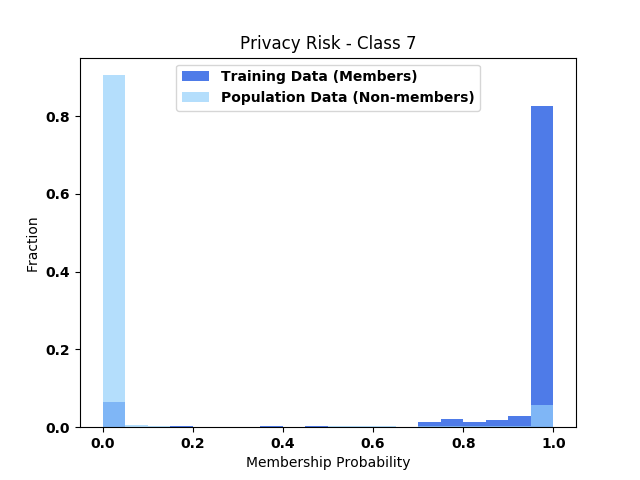 Privacy Risk - Class 7
Training Data (Members)
Population Data (Non-members)
Fraction
0.8
0.6
0.4
0.2
0.0
0.0 0.2 0.4 0.6 0.8 1.0
Membership Probability